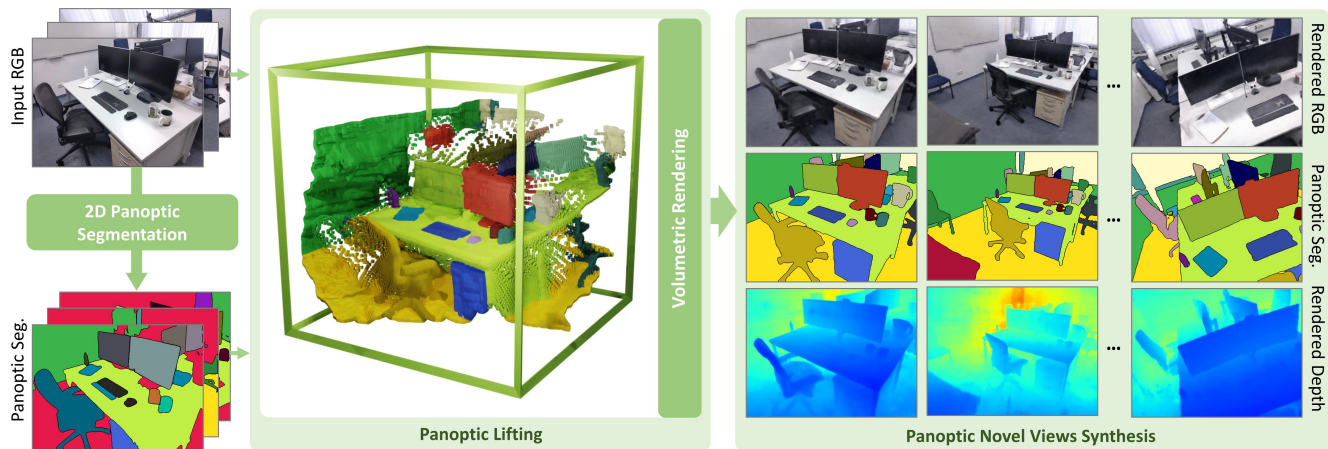 Input RGB
2D Panoptic
Segmentation
Panoptic Seg.
Panoptic Lifting
Volumetric Rendering
Rendered RGB
...
Panoptic Seg.
...
Rendered Depth
...
Panoptic Novel Views Synthesis